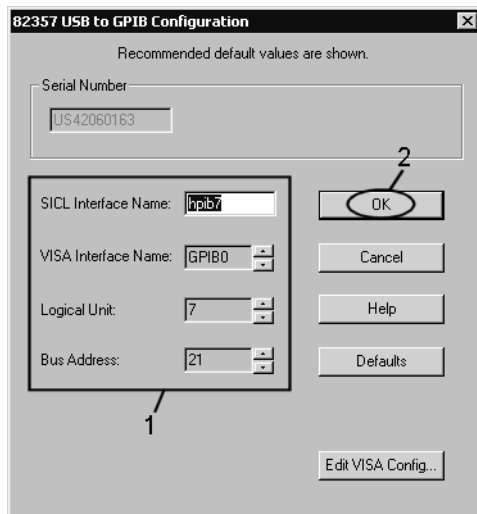 82357 USB to GPIB Configuration
Recommended default values are shown.
Serial Number
US42060163
2
SICL Interface Name: hpib7
OK
VISA Interface Name: GPIB0
Cancel
Logical Unit: 7
Help
Bus Address: 21
Defaults
1
Edit VISA Config...